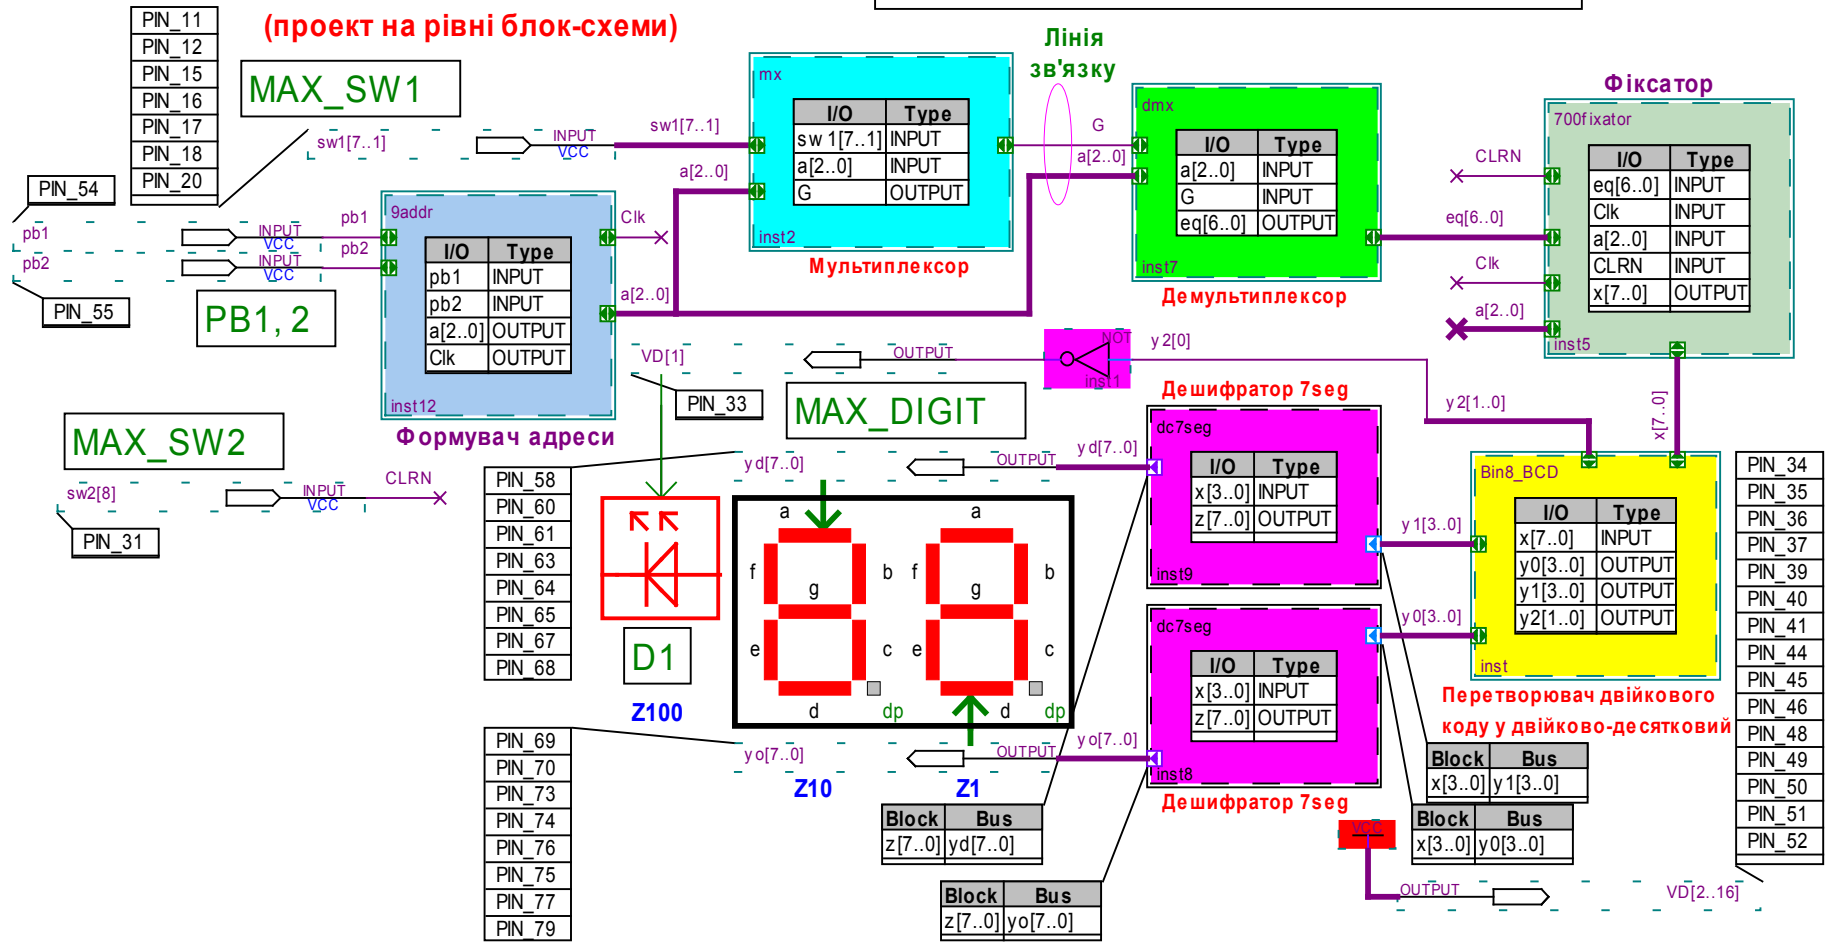 (проект на рівні блок-схеми)
PIN_11
PIN_12
PIN_15
PIN_16
PIN_17
PIN_18
PIN_20
MAX_SW1
sw1[7..1]
INPUT
VCC
sw1[7..1]
a[2..0]
mx
I/O Type
sw1[7..1] INPUT
a[2..0] INPUT
G OUTPUT
inst2
Мультиплексор
Лінія
зв'язку
G
a[2..0]
dmx
I/O Type
a[2..0] INPUT
G INPUT
eq[6..0] OUTPUT
inst7
Демультиплексор
Фіксатор
700fixator
I/O Type
eq[6..0] INPUT
Clk INPUT
a[2..0] INPUT
CLRN INPUT
x[7..0] OUTPUT
inst5
CLRN
eq[6..0]
Clk
a[2..0]
x[7..0]
PIN_54
pb1
INPUT
VCC
pb1
pb2
INPUT
VCC
pb2
PIN_55
PB1, 2
9addr
I/O Type
pb1 INPUT
pb2 INPUT
a[2..0] OUTPUT
Clk OUTPUT
inst12
Формувач адреси
Clk
a[2..0]
VD[1]
PIN_33
OUTPUT
NOT
inst1
y2[0]
y2[1..0]
MAX_SW2
sw2[8]
INPUT
VCC
CLRN
PIN_31
MAX_DIGIT
yd[7..0]
OUTPUT
yd[7..0]
PIN_58
PIN_60
PIN_61
PIN_63
PIN_64
PIN_65
PIN_67
PIN_68
D1
Z100
a
f
b
g
e
c
d
dp
a
f
b
g
e
c
d
dp
Дешифратор 7seg
dc7seg
I/O Type
x[3..0] INPUT
z[7..0] OUTPUT
inst9
y1[3..0]
dc7seg
I/O Type
x[3..0] INPUT
z[7..0] OUTPUT
inst8
Дешифратор 7seg
y0[3..0]
Bin8_BCD
I/O Type
x[7..0] INPUT
y0[3..0] OUTPUT
y1[3..0] OUTPUT
y2[1..0] OUTPUT
inst
Перетворювач двійкового
коду у двійково-десятковий
PIN_34
PIN_35
PIN_36
PIN_37
PIN_39
PIN_40
PIN_41
PIN_44
PIN_45
PIN_46
PIN_48
PIN_49
PIN_50
PIN_51
PIN_52
PIN_69
PIN_70
PIN_73
PIN_74
PIN_76
PIN_75
PIN_77
PIN_79
yo[7..0]
OUTPUT
yo[7..0]
Z10
Z1
Block Bus
z[7..0] yd[7..0]
Block Bus
z[7..0] yo[7..0]
Block Bus
x[3..0] y1[3..0]
Block Bus
x[3..0] y0[3..0]
VCC
OUTPUT
VD[2..16]